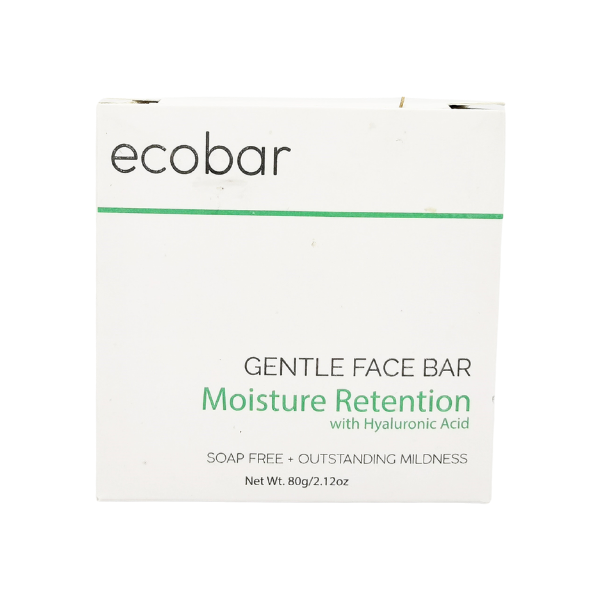 ecobar
GENTLE FACE BAR
Moisture Retention
with Hyaluronic Acid
SOAP FREE + OUTSTANDING MILDNESS
Net Wt. 80g/2.12oz